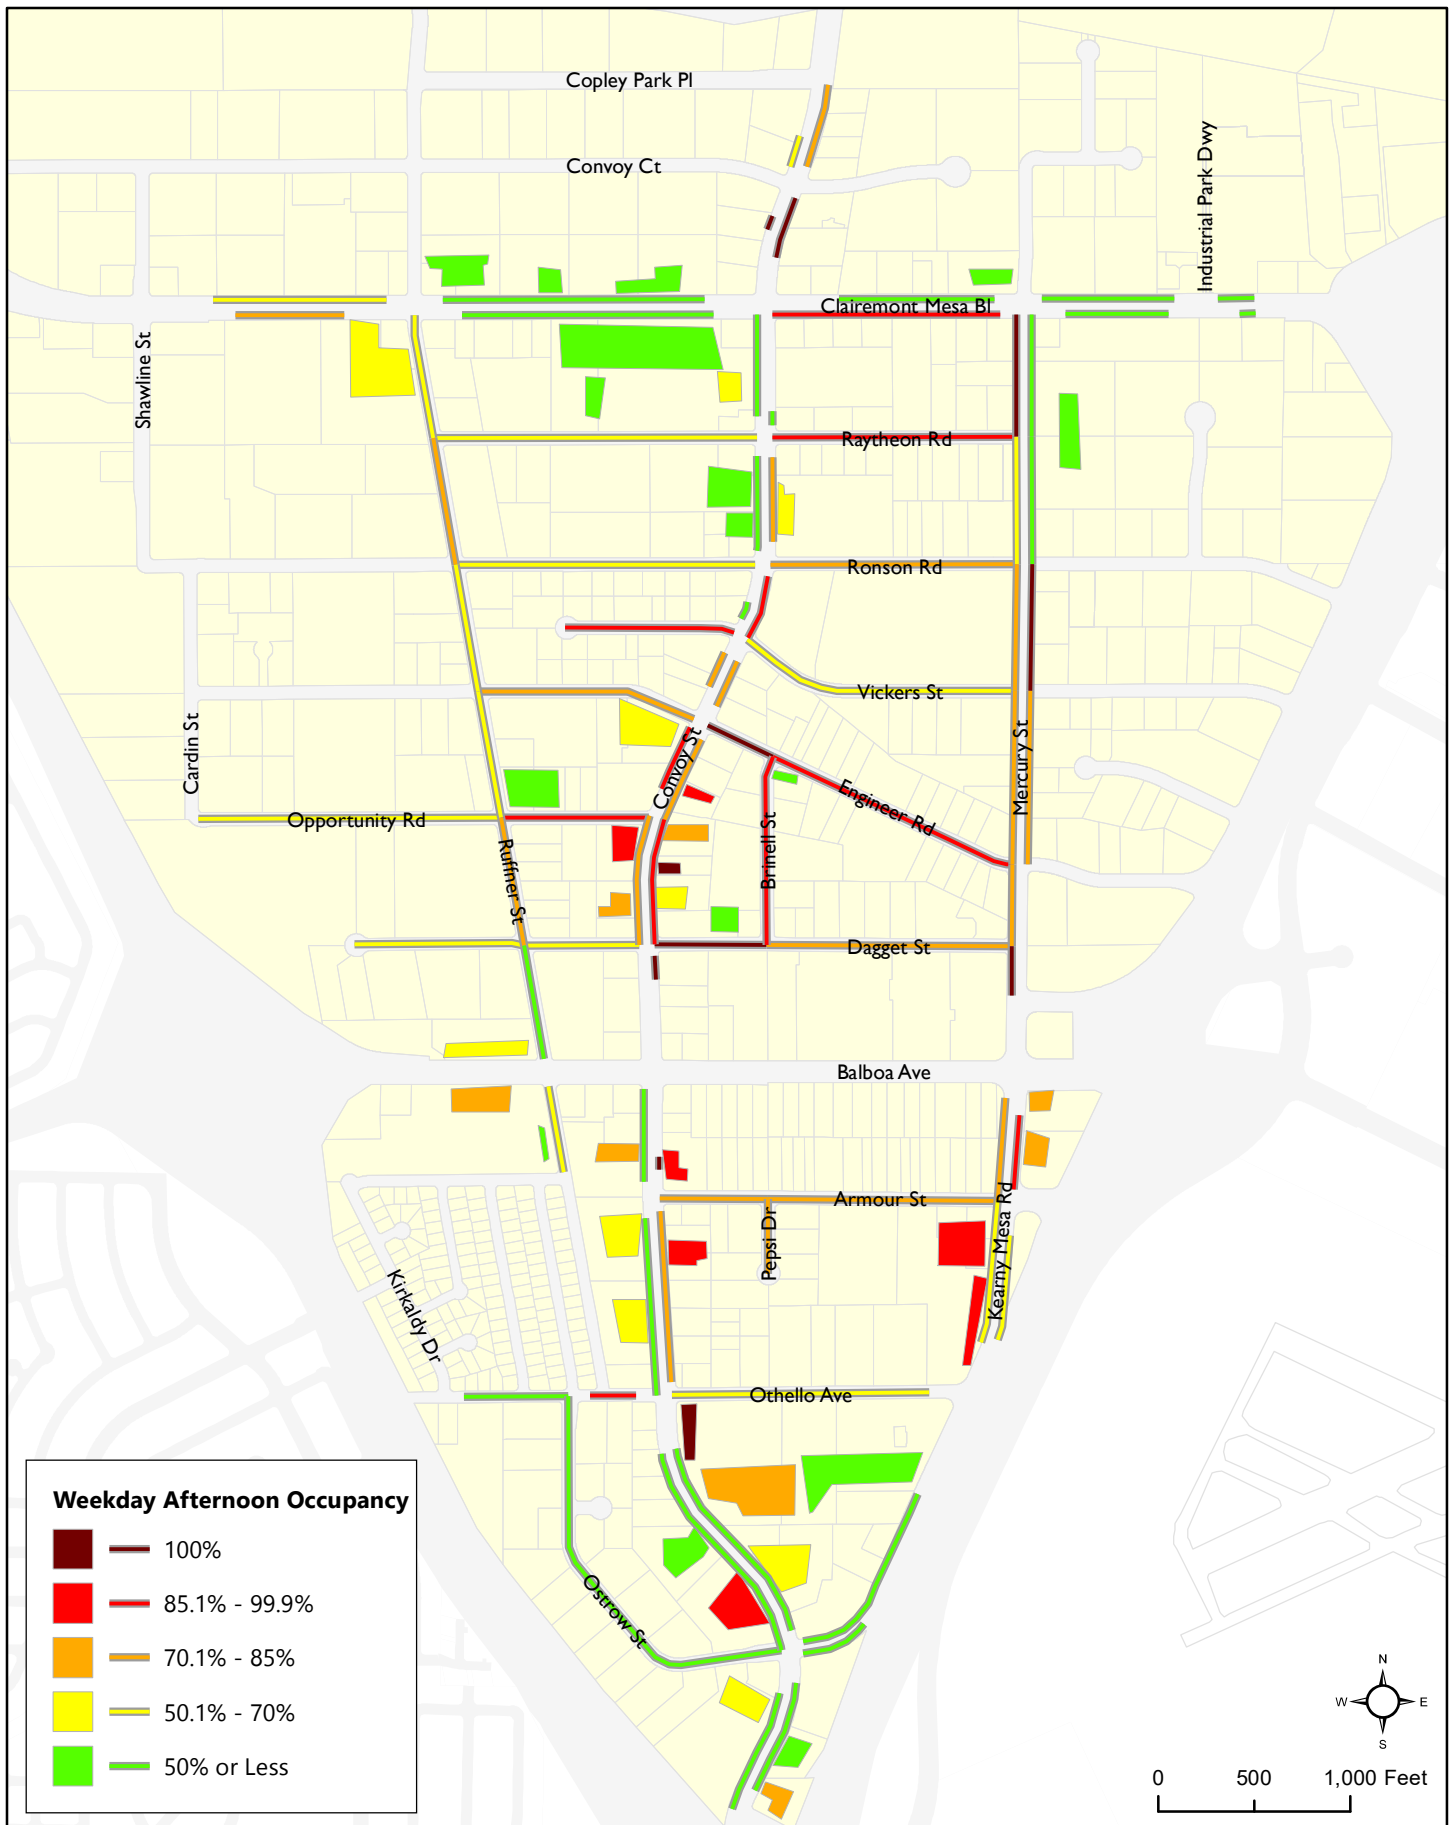 Copley Park Pl
Convoy Ct
Industrial Park Dwy
Clairemont Mesa Bl
Shawline St
Raytheon Rd
Ronson Rd
Vickers St
Cardin St
Convoy St
Mercury St
Engineer Rd
Opportunity Rd
Brinell St
Ruffner St
Dagget St
Balboa Ave
Armour St
Pepsi Dr
Kearny Mesa Rd
Kirkaldy Dr
Othello Ave
Ostrow St
Weekday Afternoon Occupancy
100%
85.1% - 99.9%
70.1% - 85%
50.1% - 70%
50% or Less
N
W E
S
0 500 1,000 Feet